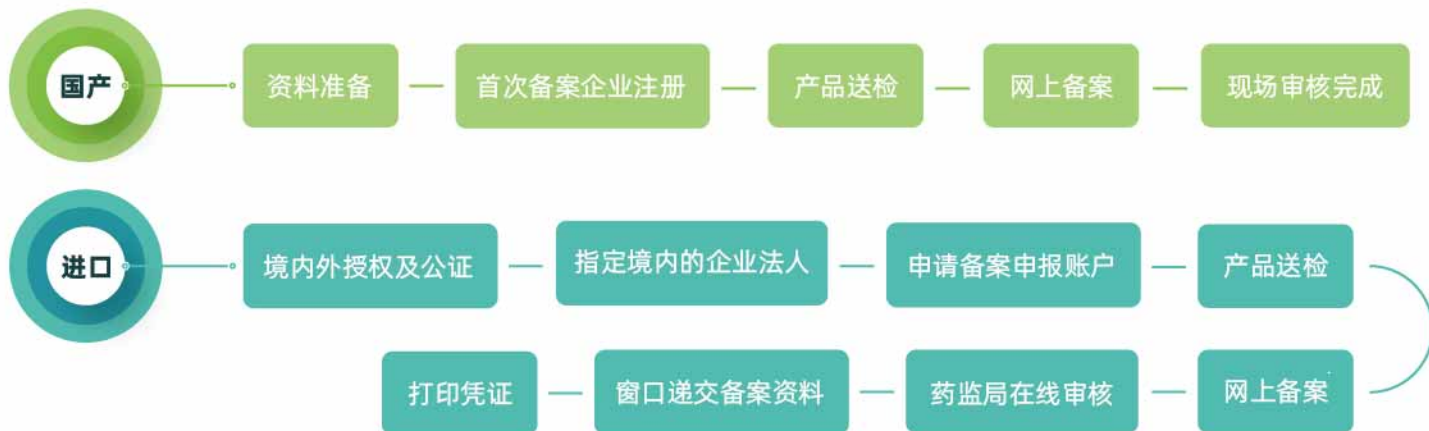 国产
资料准备
首次备案企业注册
产品送检
网上备案
现场审核完成
进口
境内外授权及公证
指定境内的企业法人
申请备案申报账户
产品送检
网上备案
药监局在线审核
窗口递交备案资料
打印凭证